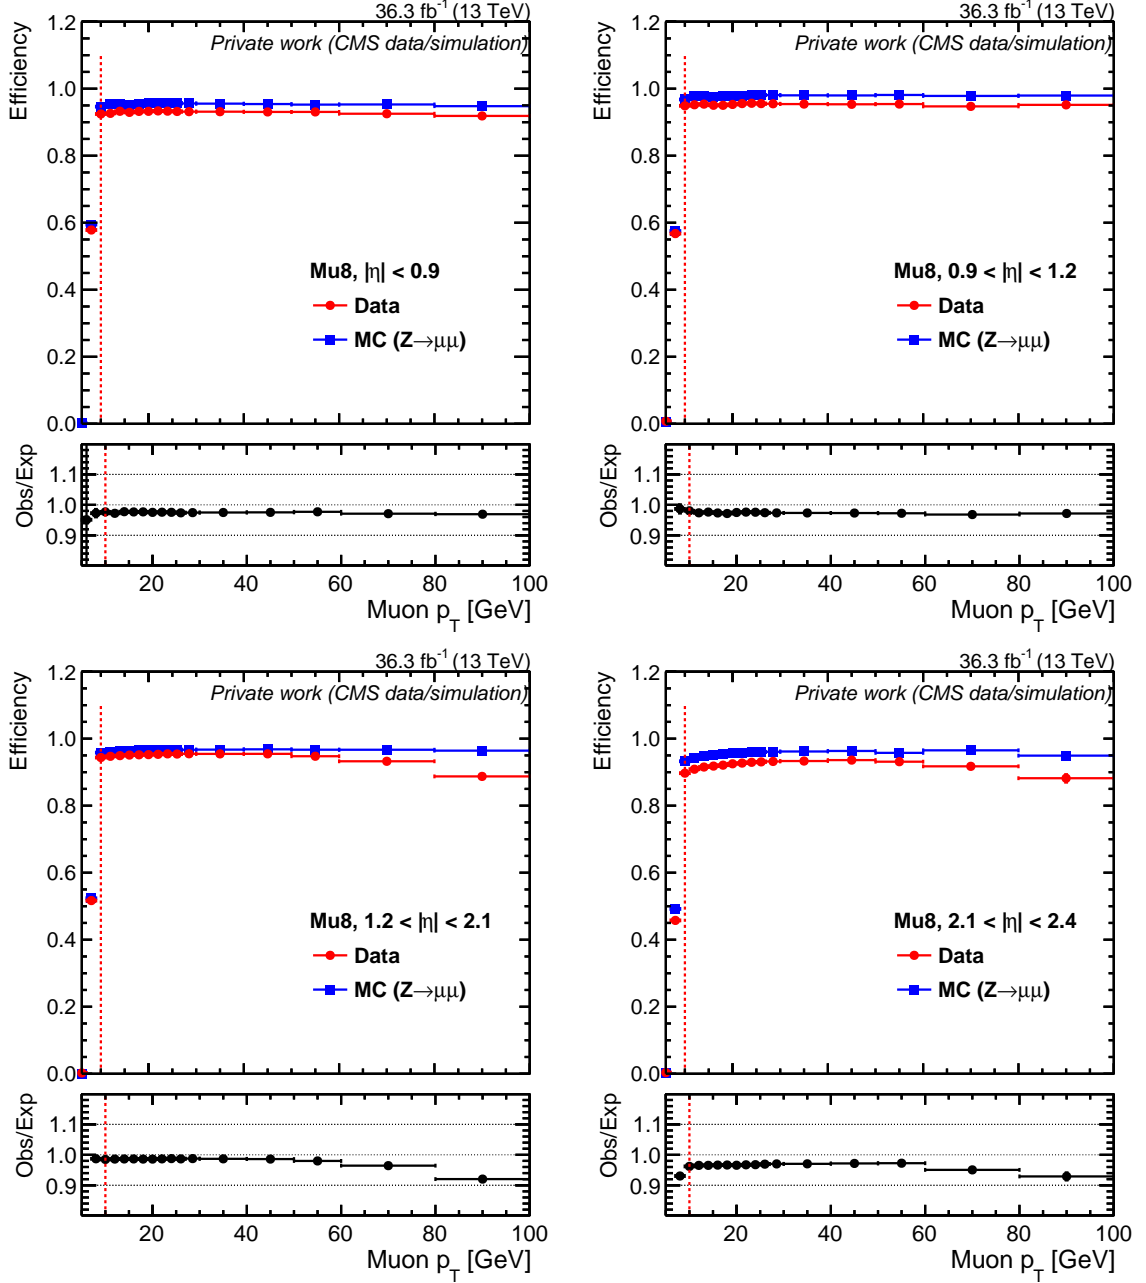 36.3 fb⁻¹ (13 TeV)
Private work (CMS data/simulation)
Efficiency
1.2
1.0
0.8
0.6
0.4
0.2
0.0
Mu8, |η| < 0.9
Data
MC (Z→μμ)
Obs/Exp
1.1
1.0
0.9
20 40 60 80 100
Muon p_T [GeV]
36.3 fb⁻¹ (13 TeV)
Private work (CMS data/simulation)
Efficiency
1.2
1.0
0.8
0.6
0.4
0.2
0.0
Mu8, 0.9 < |η| < 1.2
Data
MC (Z→μμ)
Obs/Exp
1.1
1.0
0.9
20 40 60 80 100
Muon p_T [GeV]
36.3 fb⁻¹ (13 TeV)
Private work (CMS data/simulation)
Efficiency
1.2
1.0
0.8
0.6
0.4
0.2
0.0
Mu8, 1.2 < |η| < 2.1
Data
MC (Z→μμ)
Obs/Exp
1.1
1.0
0.9
20 40 60 80 100
Muon p_T [GeV]
36.3 fb⁻¹ (13 TeV)
Private work (CMS data/simulation)
Efficiency
1.2
1.0
0.8
0.6
0.4
0.2
0.0
Mu8, 2.1 < |η| < 2.4
Data
MC (Z→μμ)
Obs/Exp
1.1
1.0
0.9
20 40 60 80 100
Muon p_T [GeV]